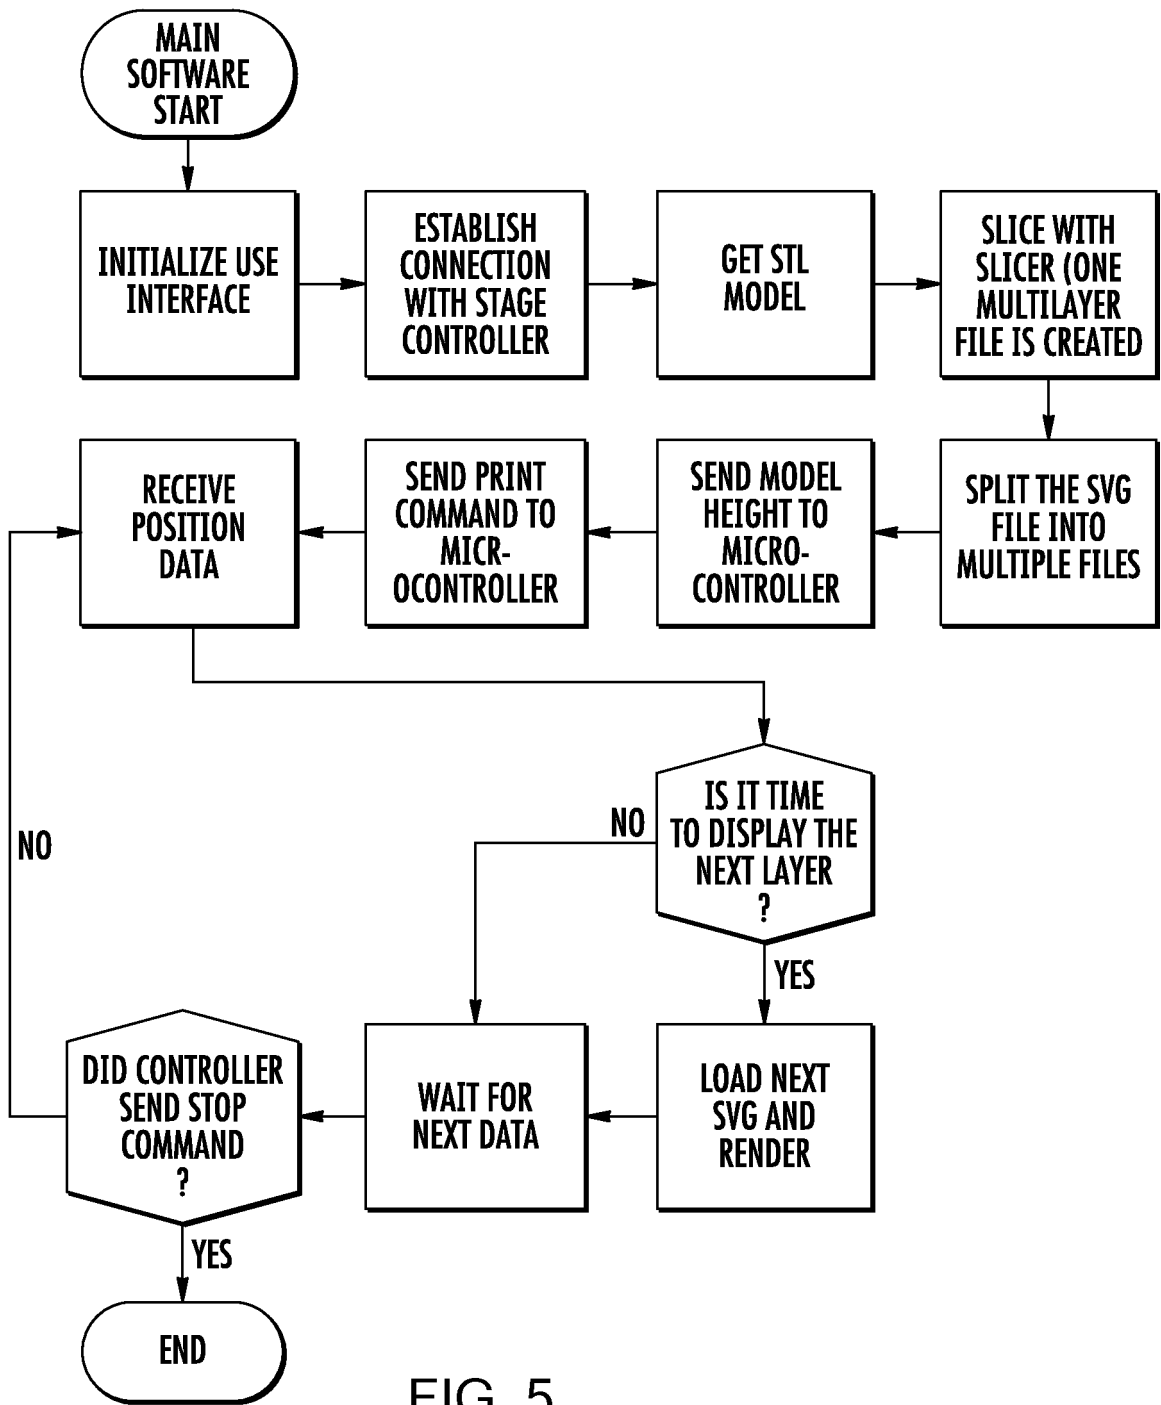 MAIN
SOFTWARE
START
INITIALIZE USE
INTERFACE
ESTABLISH
CONNECTION
WITH STAGE
CONTROLLER
GET STL
MODEL
SLICE WITH
SLICER (ONE
MULTILAYER
FILE IS CREATED
RECEIVE
POSITION
DATA
SEND PRINT
COMMAND TO
MICR-
OCONTROLLER
SEND MODEL
HEIGHT TO
MICRO-
CONTROLLER
SPLIT THE SVG
FILE INTO
MULTIPLE FILES
IS IT TIME
TO DISPLAY THE
NEXT LAYER
?
NO
NO
YES
DID CONTROLLER
SEND STOP
COMMAND
?
WAIT FOR
NEXT DATA
LOAD NEXT
SVG AND
RENDER
YES
END
FIG. 5